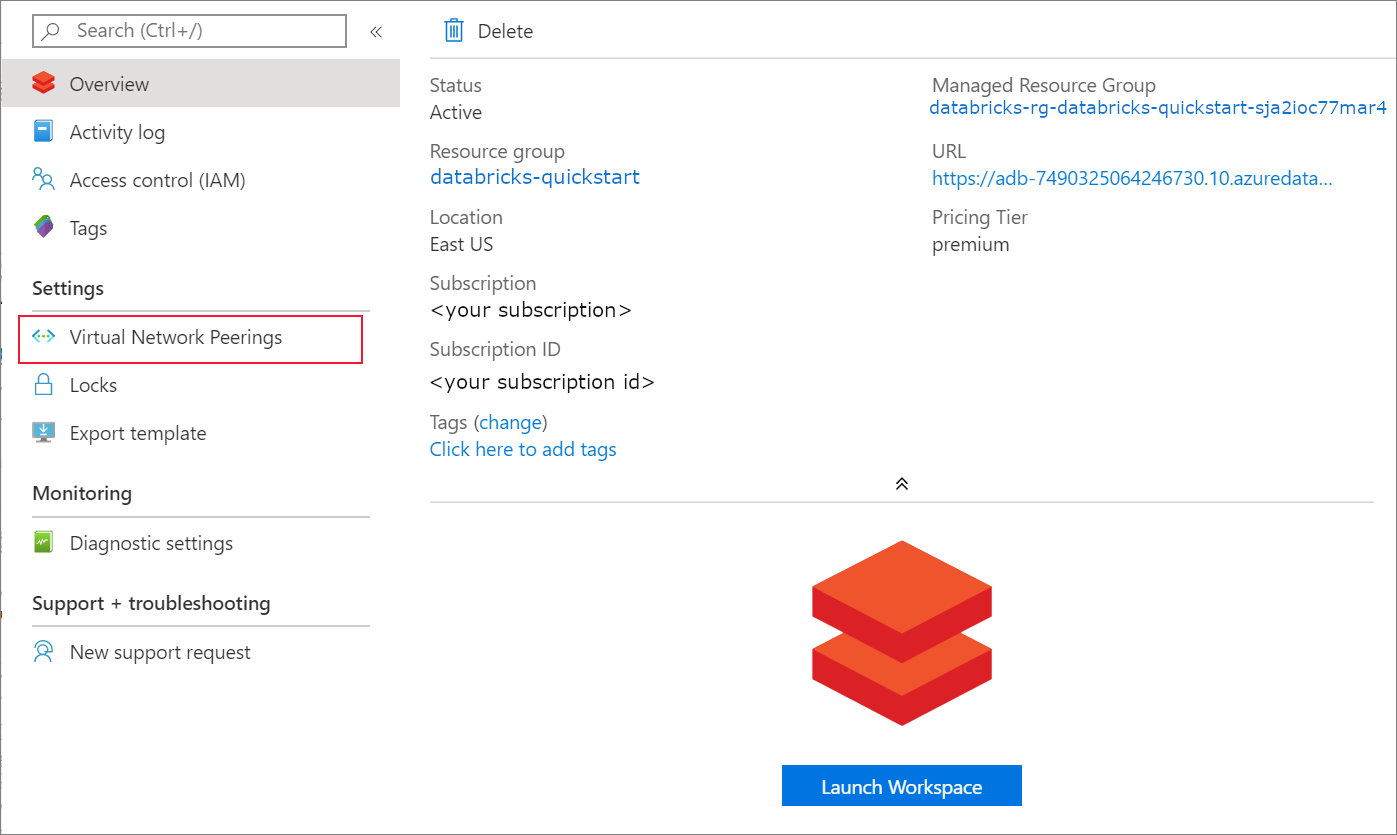 Search (Ctrl+/)
«
Overview
Activity log
Access control (IAM)
Tags
Settings
Virtual Network Peerings
Locks
Export template
Monitoring
Diagnostic settings
Support + troubleshooting
New support request
Delete
Status
Active
Resource group
databricks-quickstart
Location
East US
Subscription
<your subscription>
Subscription ID
<your subscription id>
Tags (change)
Click here to add tags
Managed Resource Group
databricks-rg-databricks-quickstart-sja2ioc77mar4
URL
https://adb-7490325064246730.10.azuredata...
Pricing Tier
premium
Launch Workspace